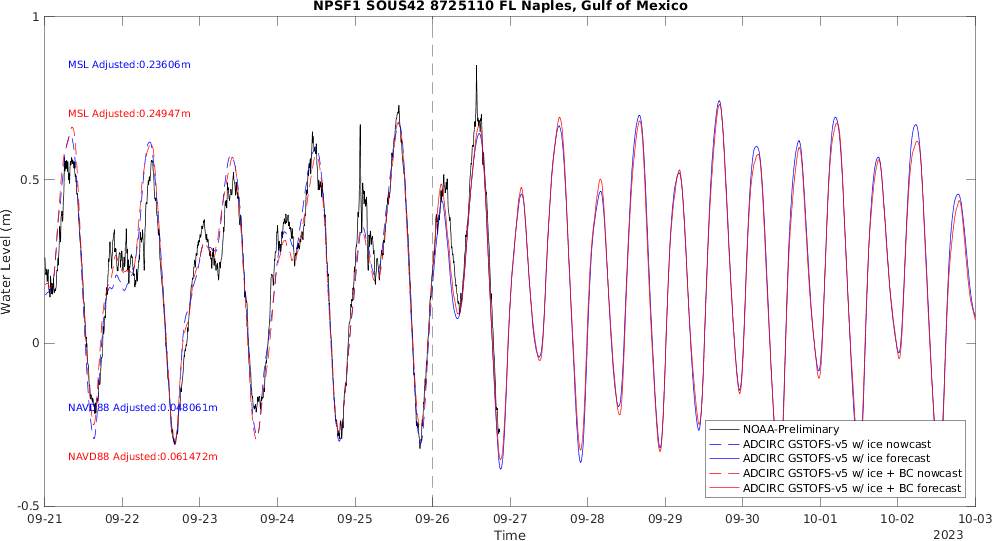 NPSF1 SOUS42 8725110 FL Naples, Gulf of Mexico
1
MSL Adjusted:0.23606m
MSL Adjusted:0.24947m
0.5
Water Level (m)
0
NAVD88 Adjusted:0.048061m
NAVD88 Adjusted:0.061472m
-0.5
NOAA-Preliminary
ADCIRC GSTOFS-v5 w/ ice nowcast
ADCIRC GSTOFS-v5 w/ ice forecast
ADCIRC GSTOFS-v5 w/ ice + BC nowcast
ADCIRC GSTOFS-v5 w/ ice + BC forecast
09-21 09-22 09-23 09-24 09-25 09-26 09-27 09-28 09-29 09-30 10-01 10-02 10-03
Time
2023